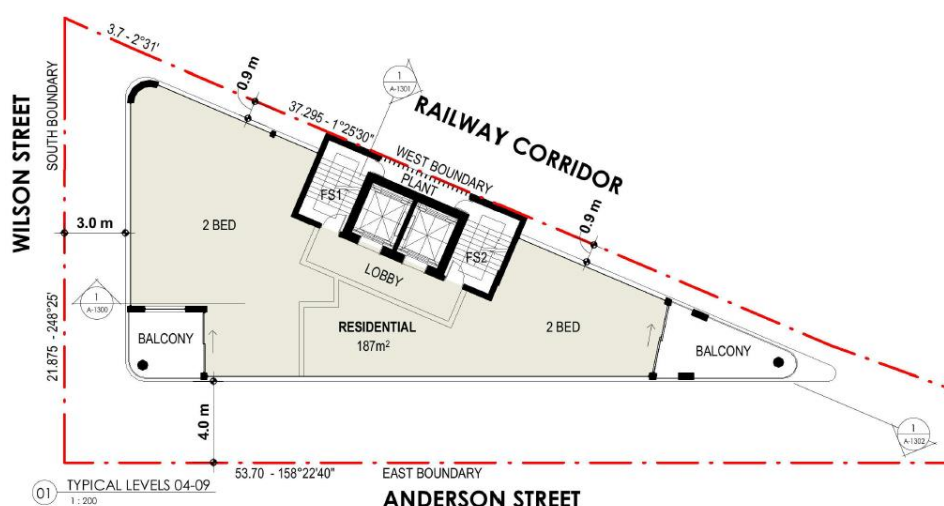 3.7 - 2°31'
0.9 m
1
A-1301
37.295 - 1°25'30"
RAILWAY CORRIDOR
WEST BOUNDARY
PLANT
WILSON STREET
SOUTH BOUNDARY
FS1
2 BED
3.0 m
0.9 m
FS2
LOBBY
1
A-1300
21.875 - 248°25'
BALCONY
RESIDENTIAL
187m²
2 BED
BALCONY
4.0 m
1
A-1302
53.70 - 158°22'40"
EAST BOUNDARY
01
TYPICAL LEVELS 04-09
1 : 200
ANDERSON STREET